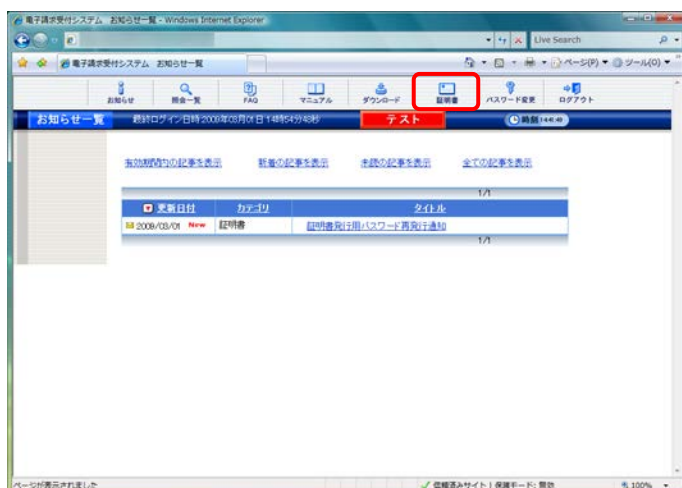 電子請求受付システム お知らせ一覧 - Windows Internet Explorer
Live Search
電子請求受付システム お知らせ一覧
ページ(P) ツール(O)
お知らせ 照会一覧 FAQ マニュアル ダウンロード 証明書 パスワード変更 ログアウト
お知らせ一覧 最終ログイン日時:2009年03月01日 14時54分48秒 テスト 時刻
有効期間内の記事を表示 新着の記事を表示 未読の記事を表示 全ての記事を表示
1/1
更新日付 カテゴリ タイトル
2009/03/01 New 証明書 証明書発行用パスワード再発行通知
1/1
ページが表示されました 信頼済みサイト | 保護モード: 無効 100%